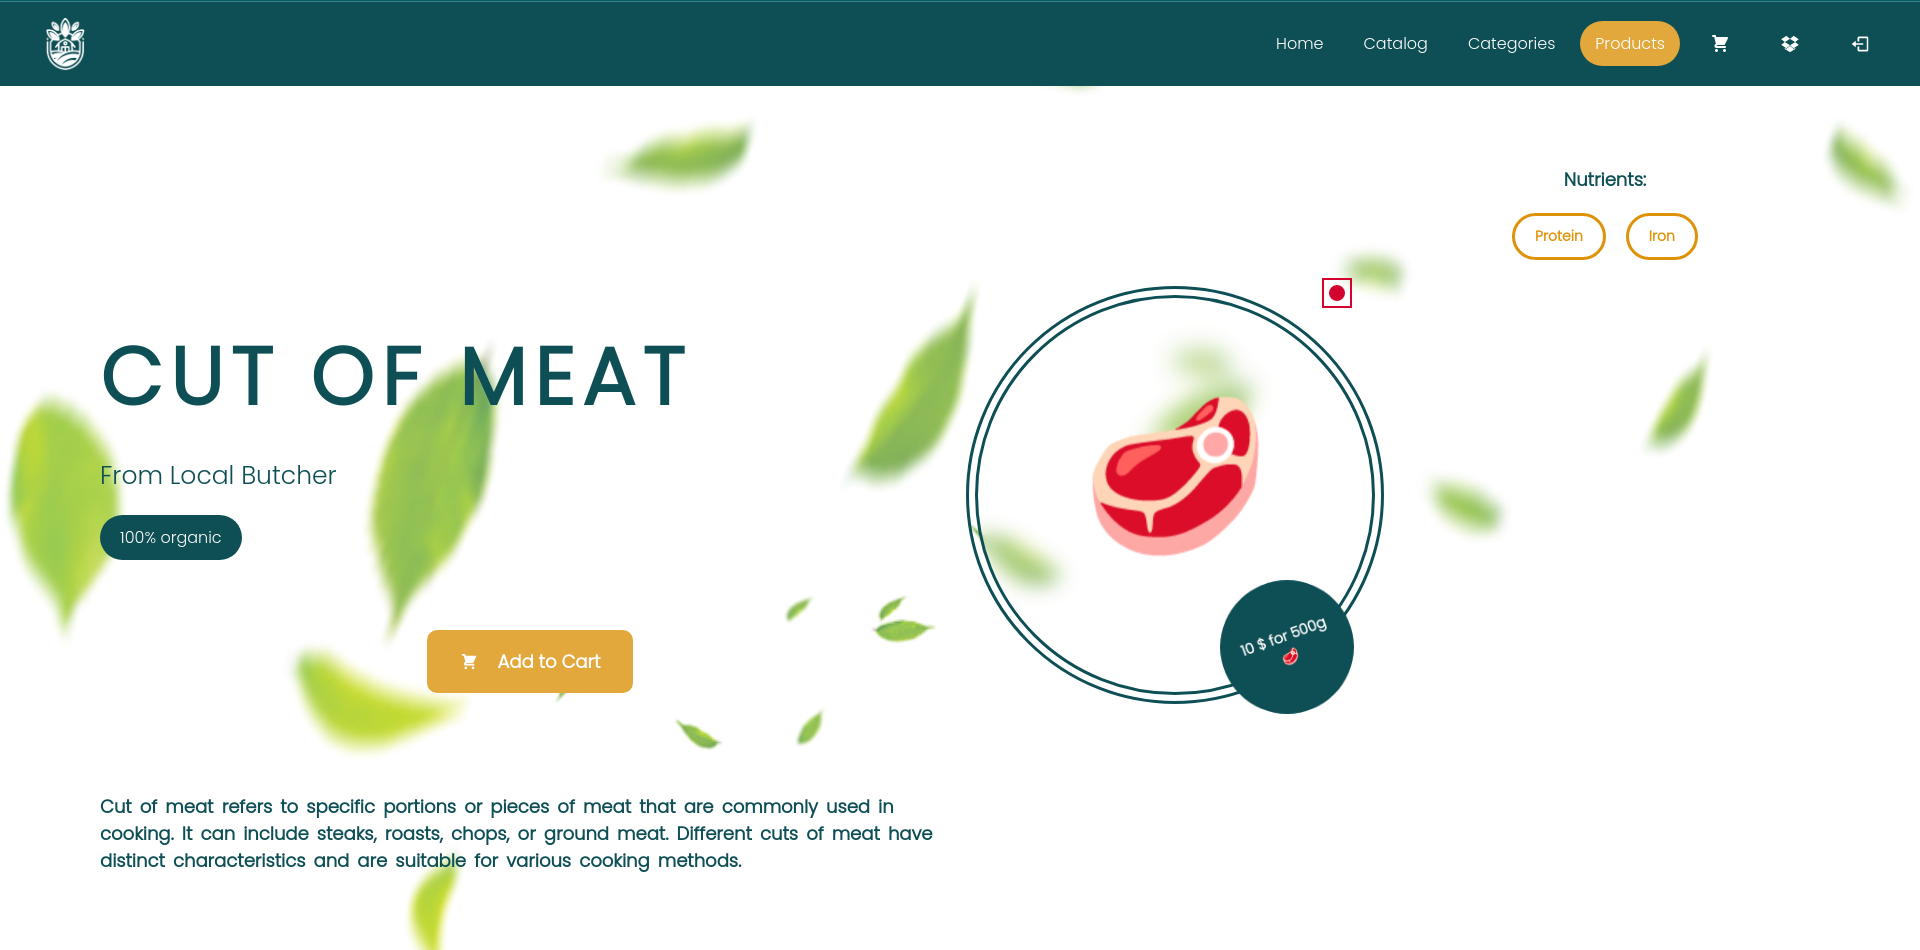 Home
Catalog
Categories
Products
Nutrients:
Protein
Iron
CUT OF MEAT
From Local Butcher
100% organic
10 $ for 500g
Add to Cart
Cut of meat refers to specific portions or pieces of meat that are commonly used in
cooking. It can include steaks, roasts, chops, or ground meat. Different cuts of meat have
distinct characteristics and are suitable for various cooking methods.